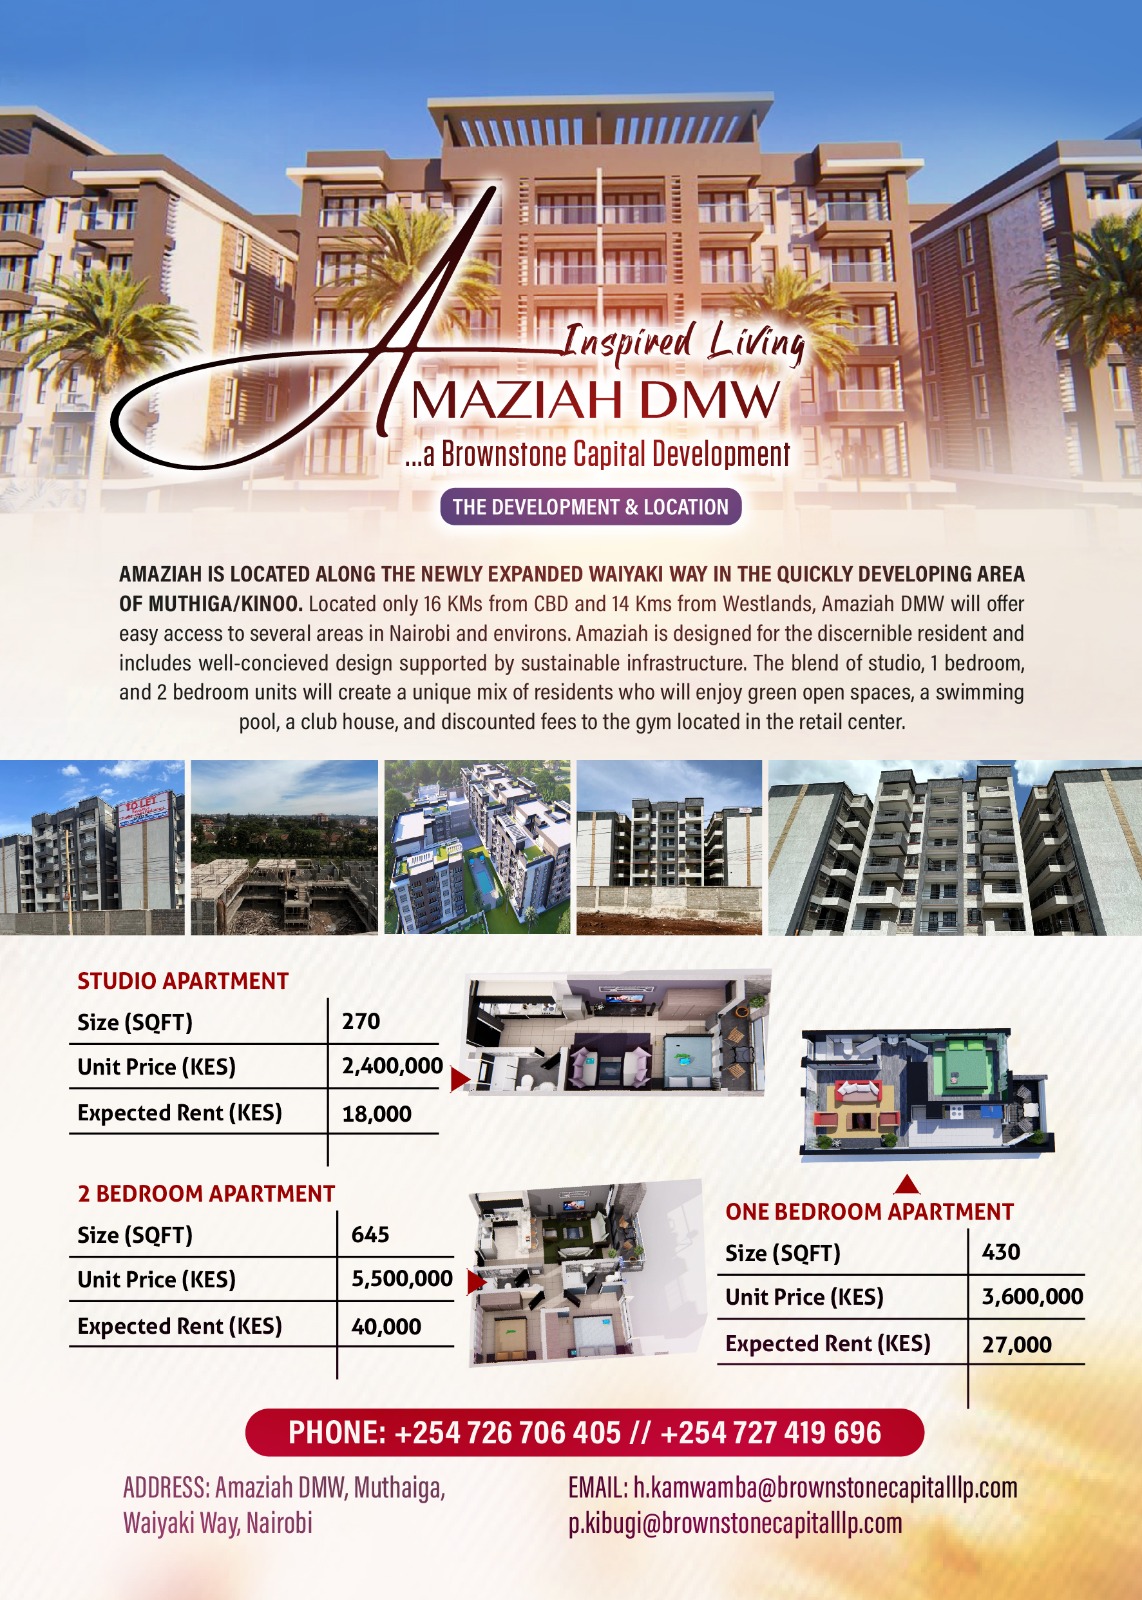 Inspired Living
AMAZIAH DMW
...a Brownstone Capital Development
THE DEVELOPMENT & LOCATION
AMAZIAH IS LOCATED ALONG THE NEWLY EXPANDED WAIYAKI WAY IN THE QUICKLY DEVELOPING AREA
OF MUTHIGA/KINOO. Located only 16 KMs from CBD and 14 Kms from Westlands, Amaziah DMW will offer
easy access to several areas in Nairobi and environs. Amaziah is designed for the discernible resident and
includes well-concieved design supported by sustainable infrastructure. The blend of studio, 1 bedroom,
and 2 bedroom units will create a unique mix of residents who will enjoy green open spaces, a swimming
pool, a club house, and discounted fees to the gym located in the retail center.
TO LET
STUDIO APARTMENT
Size (SQFT) 270
Unit Price (KES) 2,400,000
Expected Rent (KES) 18,000
2 BEDROOM APARTMENT
Size (SQFT) 645
Unit Price (KES) 5,500,000
Expected Rent (KES) 40,000
ONE BEDROOM APARTMENT
Size (SQFT) 430
Unit Price (KES) 3,600,000
Expected Rent (KES) 27,000
PHONE: +254 726 706 405 // +254 727 419 696
ADDRESS: Amaziah DMW, Muthaiga,
Waiyaki Way, Nairobi
EMAIL: h.kamwamba@brownstonecapitalllp.com
p.kibugi@brownstonecapitalllp.com